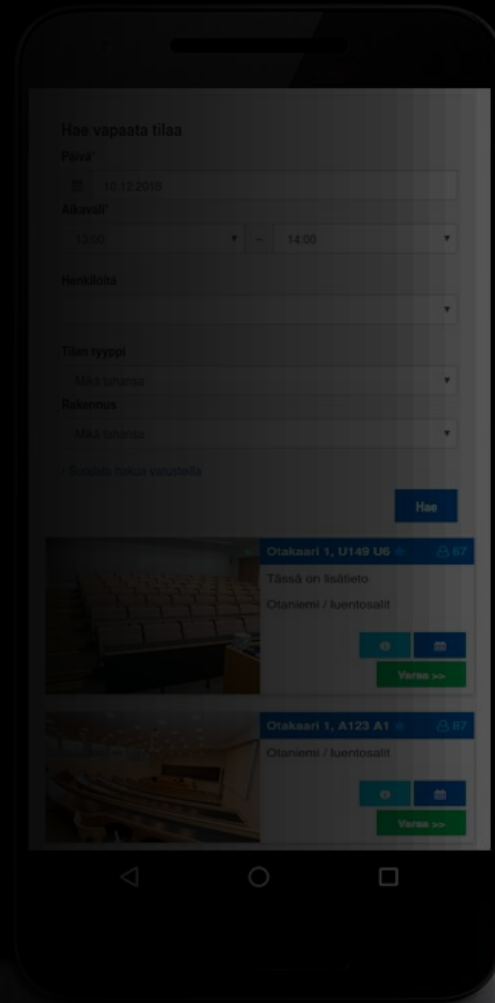 Hae vapaata tilaa
Päivä*
10.12.2018
Aikaväli*
13:00 – 14:00
Henkilöitä
Tilan tyyppi
Mikä tahansa
Rakennus
Mikä tahansa
hakua varusteilla
Hae
Otakaari 1, U149 U6 67
Tässä on lisätieto
Otaniemi / luentosalit
Varaa >>
Otakaari 1, A123 A1 87
Otaniemi / luentosalit
Varaa >>